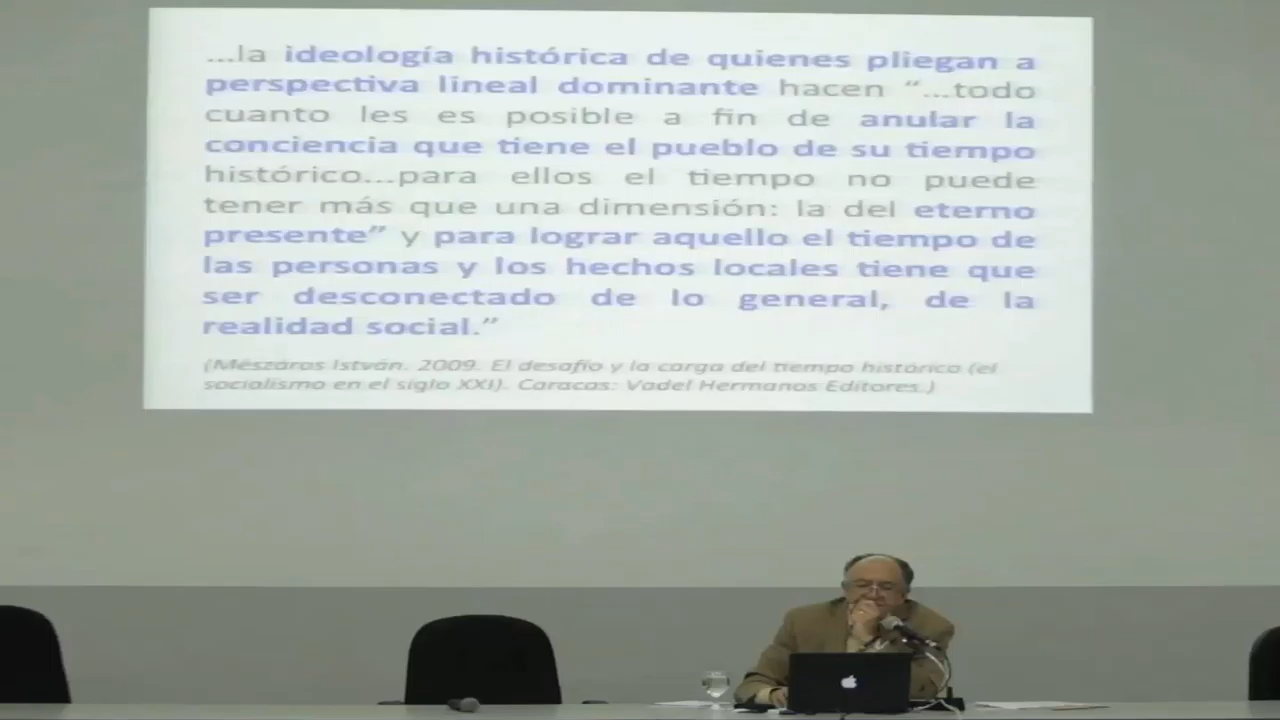 ...la ideología histórica de quienes pliegan a
perspectiva lineal dominante hacen “...todo
cuanto les es posible a fin de anular la
conciencia que tiene el pueblo de su tiempo
histórico...para ellos el tiempo no puede
tener más que una dimensión: la del eterno
presente” y para lograr aquello el tiempo de
las personas y los hechos locales tiene que
ser desconectado de lo general, de la
realidad social.”
(Mészáros István. 2009. El desafío y la carga del tiempo histórico (el
socialismo en el siglo XXI). Caracas: Vadel Hermanos Editores.)